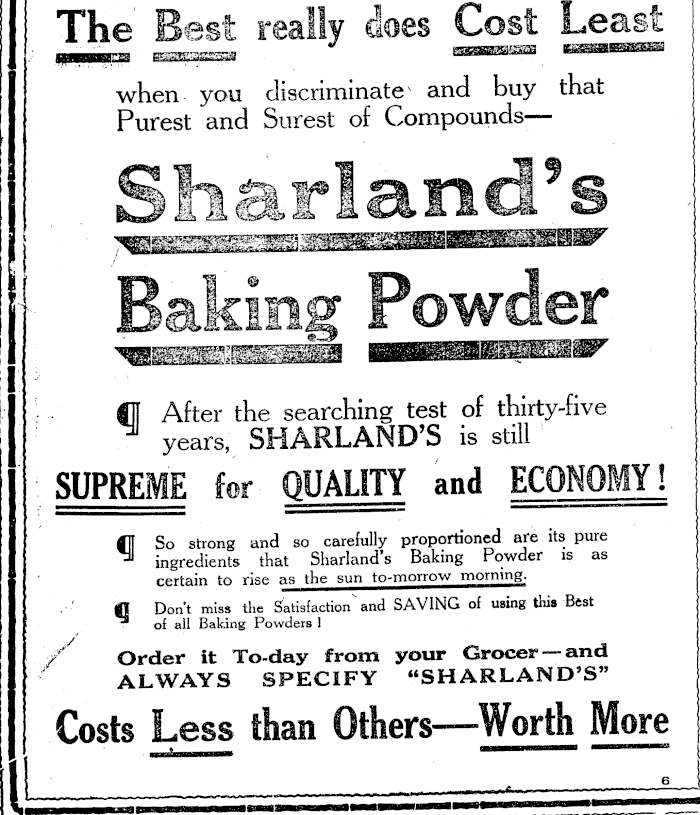 The Best really does Cost Least
when you discriminate and buy that
Purest and Surest of Compounds—
Sharland's
Baking Powder
¶ After the searching test of thirty-five
years, SHARLAND'S is still
SUPREME for QUALITY and ECONOMY!
¶ So strong and so carefully proportioned are its pure
ingredients that Sharland's Baking Powder is as
certain to rise as the sun to-morrow morning.
¶ Don't miss the Satisfaction and SAVING of using this Best
of all Baking Powders!
Order it To-day from your Grocer—and
ALWAYS SPECIFY "SHARLAND'S"
Costs Less than Others—Worth More
6